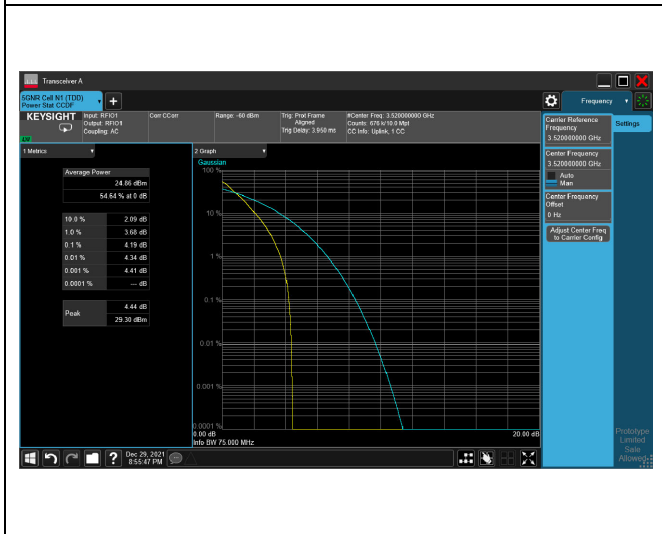 Transceiver A
5GNR Cell N1 (TDD)
Power Stat CCDF
Frequency
KEYSIGHT
LV
Input: RFIO1
Output: RFIO1
Coupling: AC
Corr CCorr
Range: -60 dBm
Trig: Prot Frame
Aligned
Trig Delay: 3.950 ms
#Center Freq: 3.520000000 GHz
Counts: 676 k/10.0 Mpt
CC Info: Uplink, 1 CC
Carrier Reference
Frequency
3.520000000 GHz
Settings
Center Frequency
3.520000000 GHz
Auto
Man
Center Frequency
Offset
0 Hz
Adjust Center Freq
to Carrier Config
1 Metrics
Average Power
24.86 dBm
54.64 % at 0 dB
10.0 % 2.09 dB
1.0 % 3.68 dB
0.1 % 4.19 dB
0.01 % 4.34 dB
0.001 % 4.41 dB
0.0001 % --- dB
Peak
4.44 dB
29.30 dBm
2 Graph
Gaussian
100 %
10 %
1 %
0.1 %
0.01 %
0.001 %
0.0001 %
0.00 dB
20.00 dB
Info BW 75.000 MHz
Dec 29, 2021
8:55:47 PM
?
Prototype
Limited
Sale
Allowed